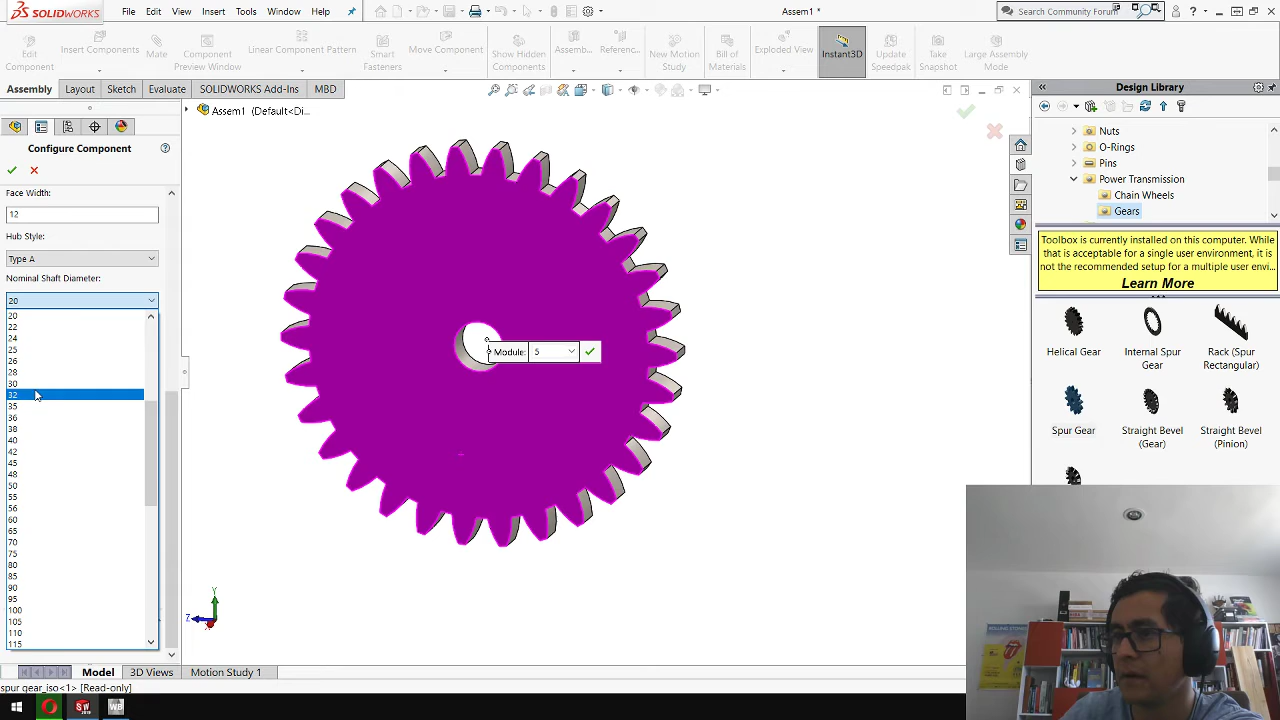 SOLIDWORKS
File Edit View Insert Tools Window Help
Assem1 *
Search Community Forum
Edit Component
Insert Components
Mate
Component Preview Window
Linear Component Pattern
Smart Fasteners
Move Component
Show Hidden Components
Assemb...
Referenc...
New Motion Study
Bill of Materials
Exploded View
Instant3D
Update Speedpak
Take Snapshot
Large Assembly Mode
Assembly Layout Sketch Evaluate SOLIDWORKS Add-Ins MBD
Design Library
Assem1 (Default<Di...
Configure Component
Face Width:
12
Hub Style:
Type A
Nominal Shaft Diameter:
20
20
22
24
25
26
28
30
32
35
36
38
40
42
45
48
50
55
56
60
65
70
75
80
85
90
95
100
105
110
115
Module: 5
Nuts
O-Rings
Pins
Power Transmission
Chain Wheels
Gears
Toolbox is currently installed on this computer. While
that is acceptable for a single user environment, it is
not the recommended setup for a multiple user envi...
Learn More
Helical Gear
Internal Spur Gear
Rack (Spur Rectangular)
Spur Gear
Straight Bevel (Gear)
Straight Bevel (Pinion)
Model 3D Views Motion Study 1
spur gear_iso<1> [Read-only]
SW
WB
ROLLING STONES